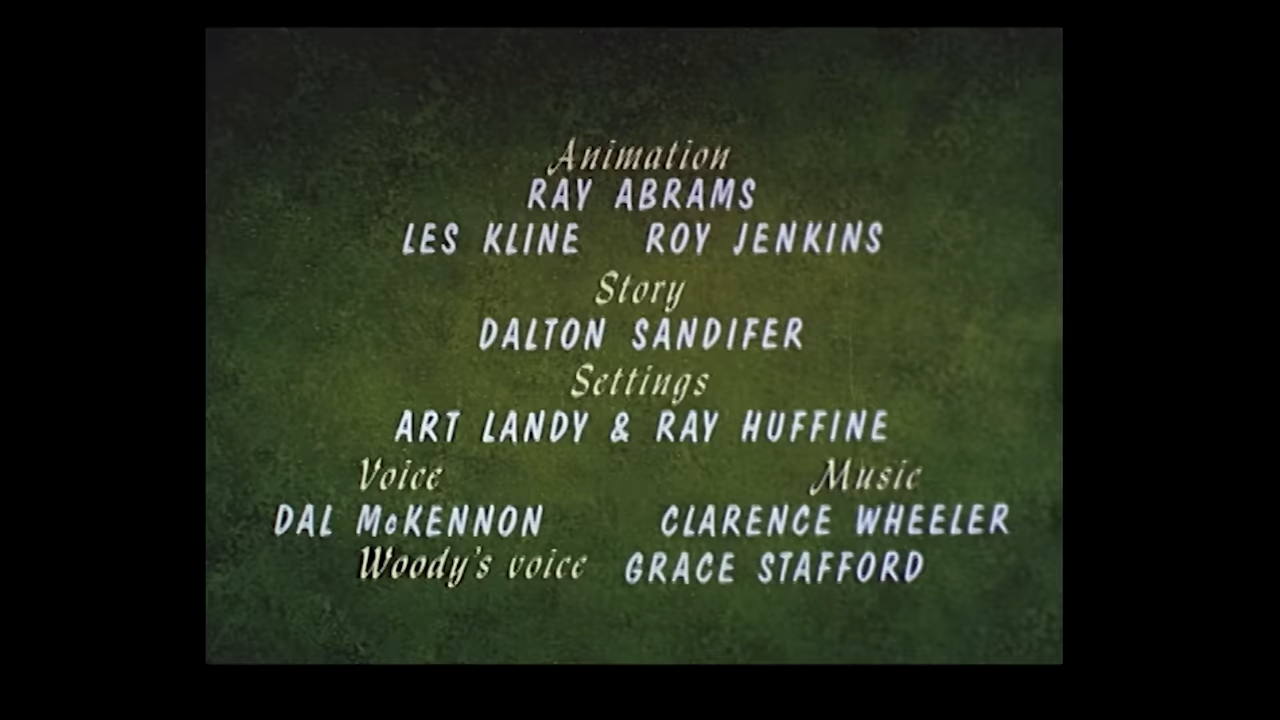 Animation
RAY ABRAMS
LES KLINE ROY JENKINS
Story
DALTON SANDIFER
Settings
ART LANDY & RAY HUFFINE
Voice Music
DAL McKENNON CLARENCE WHEELER
Woody's voice GRACE STAFFORD